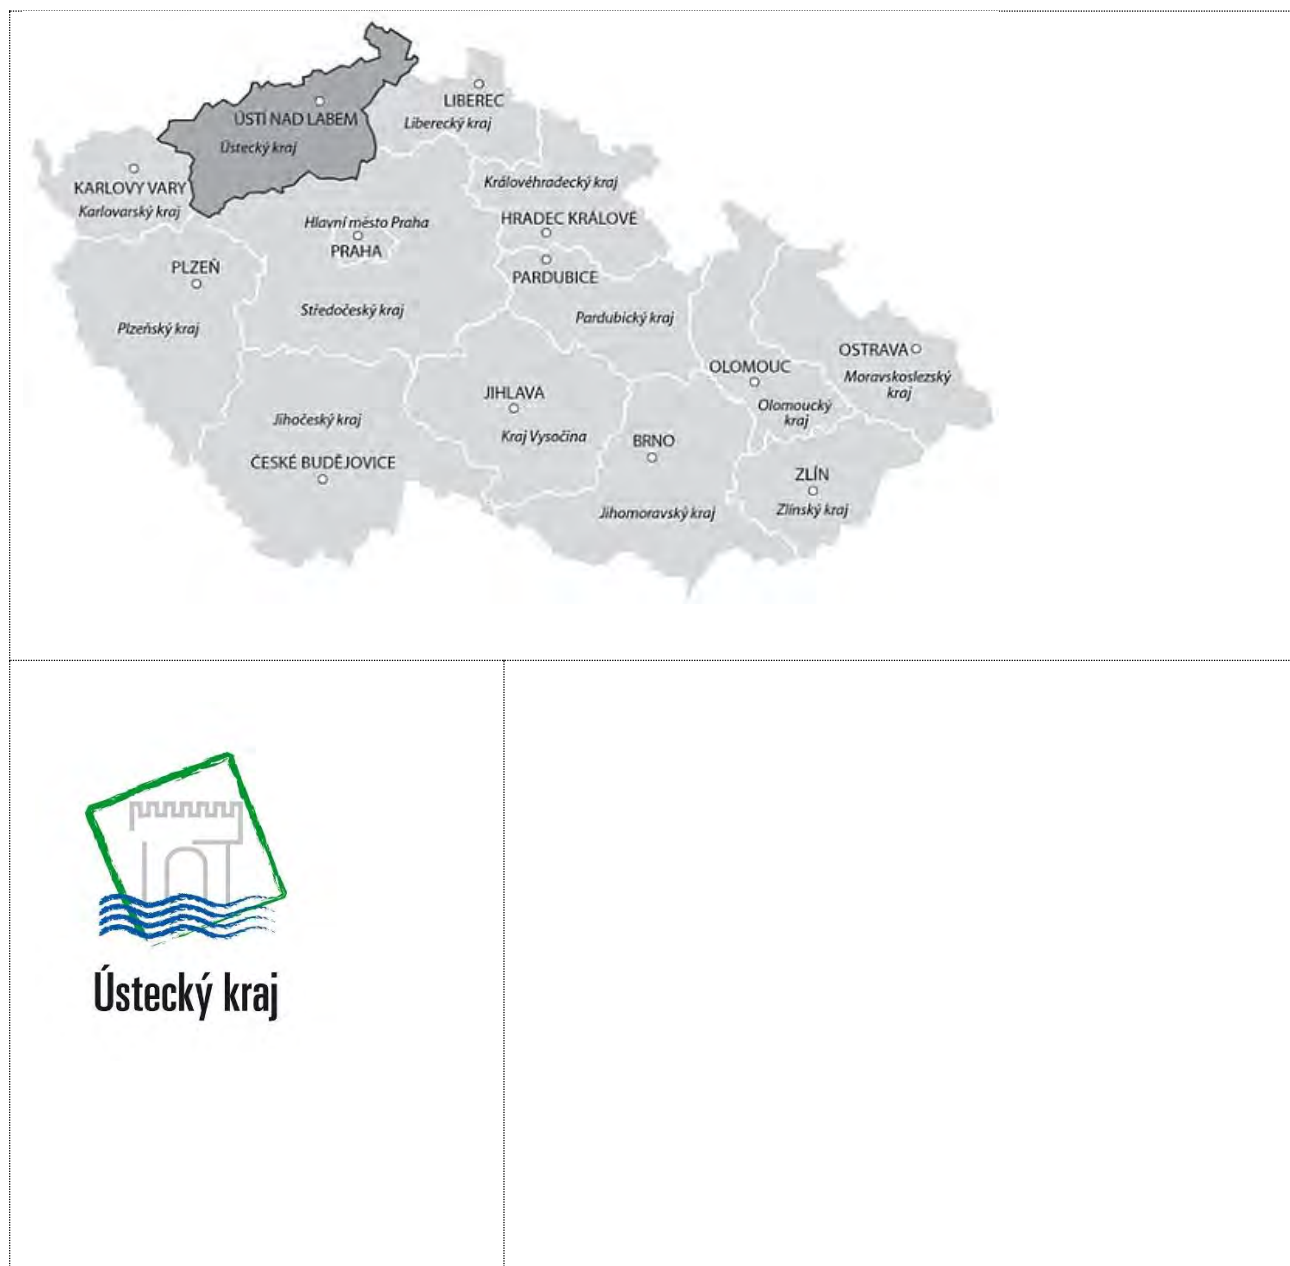 LIBEREC
Liberecký kraj
ÚSTÍ NAD LABEM
Ústecký kraj
KARLOVY VARY
Karlovarský kraj
Královéhradecký kraj
HRADEC KRÁLOVÉ
Hlavní město Praha
PRAHA
PLZEŇ
PARDUBICE
Středočeský kraj
Pardubický kraj
Plzeňský kraj
OSTRAVA
Moravskoslezský
kraj
OLOMOUC
Olomoucký
kraj
JIHLAVA
Kraj Vysočina
Jihočeský kraj
ČESKÉ BUDĚJOVICE
BRNO
Jihomoravský kraj
ZLÍN
Zlínský kraj
Ústecký kraj